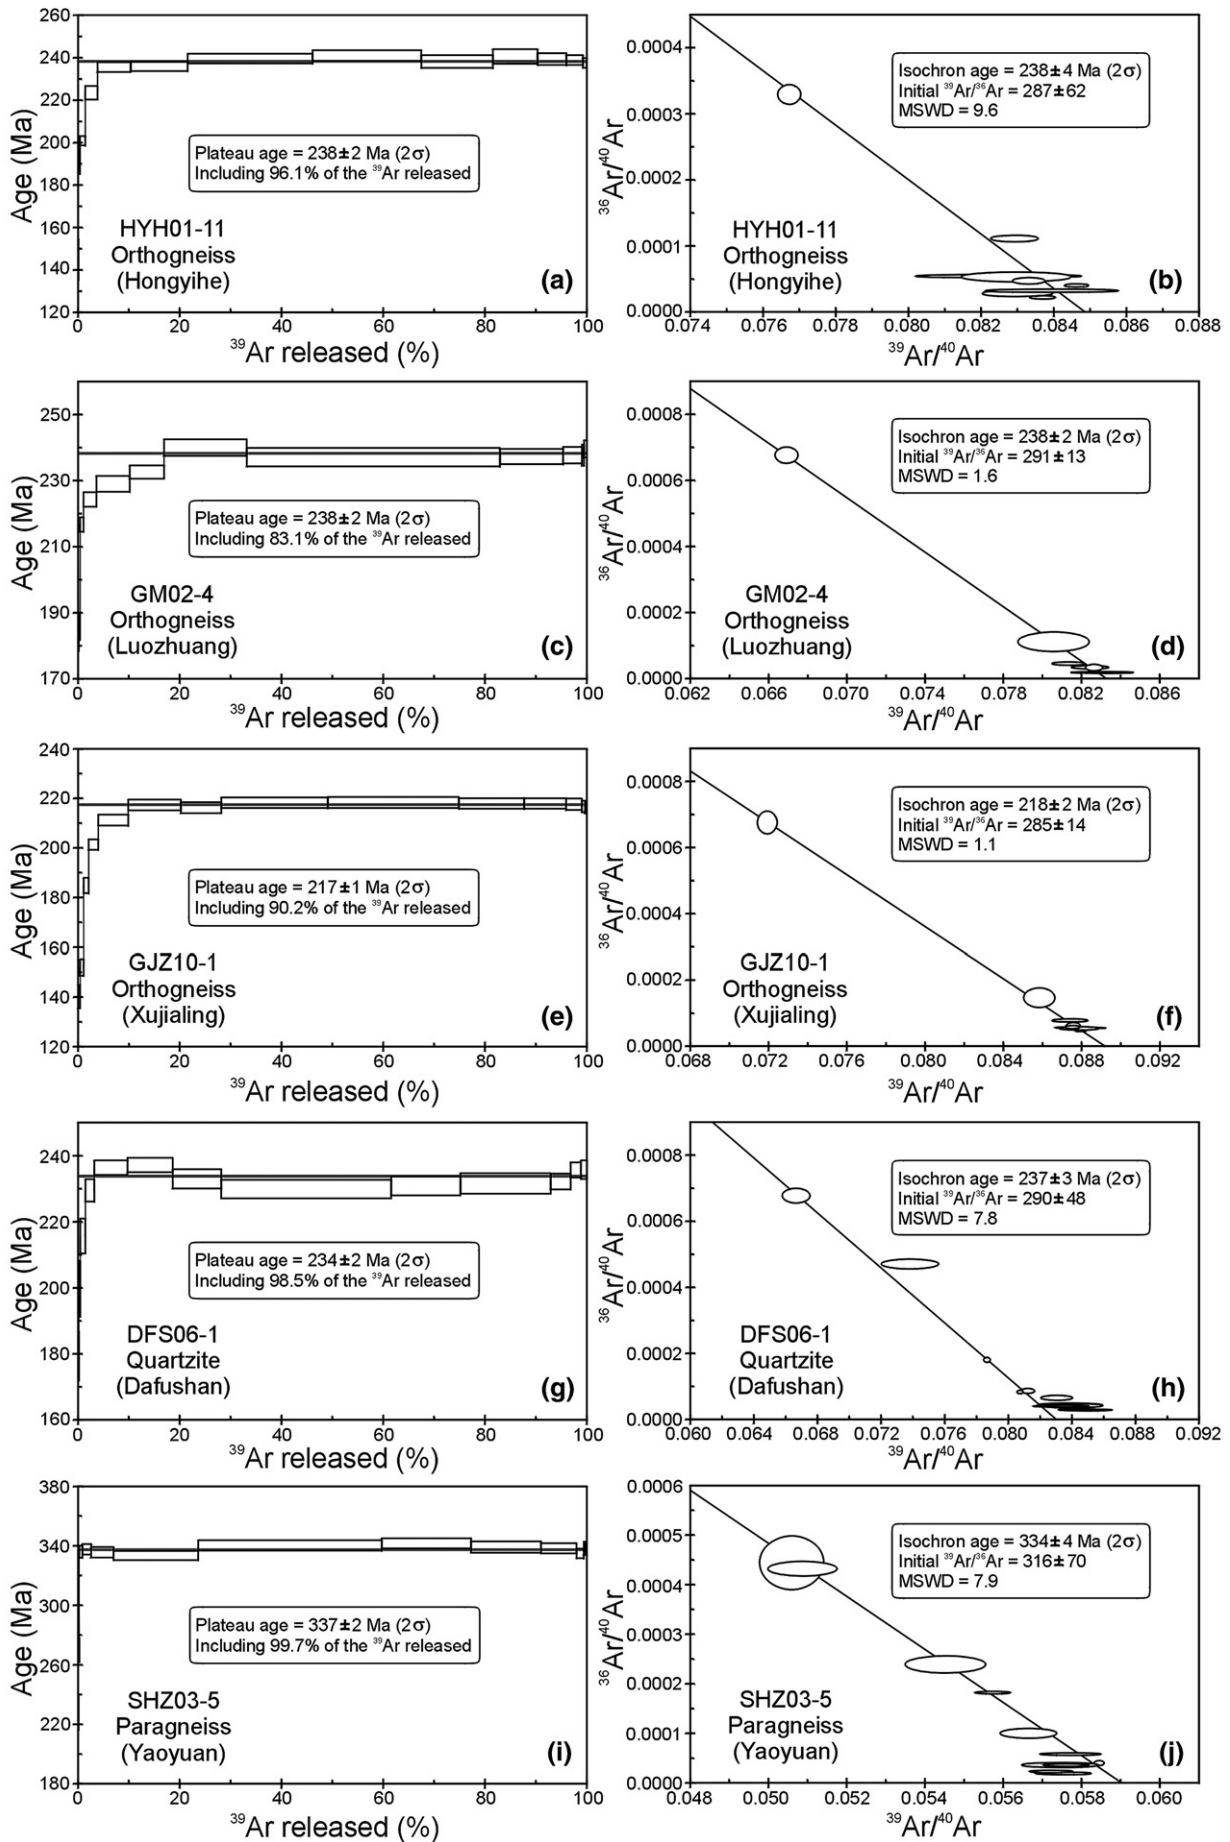 260
240
220
200
180
160
140
120
Age (Ma)
Plateau age = 238±2 Ma (2σ)
Including 96.1% of the ³⁹Ar released
HYH01-11
Orthogneiss
(Hongyihe)
(a)
0 20 40 60 80 100
³⁹Ar released (%)
0.0004
0.0003
0.0002
0.0001
0.0000
³⁶Ar/⁴⁰Ar
Isochron age = 238±4 Ma (2σ)
Initial ³⁹Ar/³⁶Ar = 287±62
MSWD = 9.6
HYH01-11
Orthogneiss
(Hongyihe)
(b)
0.074 0.076 0.078 0.080 0.082 0.084 0.086 0.088
³⁹Ar/⁴⁰Ar
250
230
210
190
170
Age (Ma)
Plateau age = 238±2 Ma (2σ)
Including 83.1% of the ³⁹Ar released
GM02-4
Orthogneiss
(Luozhuang)
(c)
0 20 40 60 80 100
³⁹Ar released (%)
0.0008
0.0006
0.0004
0.0002
0.0000
³⁶Ar/⁴⁰Ar
Isochron age = 238±2 Ma (2σ)
Initial ³⁹Ar/³⁶Ar = 291±13
MSWD = 1.6
GM02-4
Orthogneiss
(Luozhuang)
(d)
0.062 0.066 0.070 0.074 0.078 0.082 0.086
³⁹Ar/⁴⁰Ar
240
220
200
180
160
140
120
Age (Ma)
Plateau age = 217±1 Ma (2σ)
Including 90.2% of the ³⁹Ar released
GJZ10-1
Orthogneiss
(Xujialing)
(e)
0 20 40 60 80 100
³⁹Ar released (%)
0.0008
0.0006
0.0004
0.0002
0.0000
³⁶Ar/⁴⁰Ar
Isochron age = 218±2 Ma (2σ)
Initial ³⁹Ar/³⁶Ar = 285±14
MSWD = 1.1
GJZ10-1
Orthogneiss
(Xujialing)
(f)
0.068 0.072 0.076 0.080 0.084 0.088 0.092
³⁹Ar/⁴⁰Ar
240
220
200
180
160
Age (Ma)
Plateau age = 234±2 Ma (2σ)
Including 98.5% of the ³⁹Ar released
DFS06-1
Quartzite
(Dafushan)
(g)
0 20 40 60 80 100
³⁹Ar released (%)
0.0008
0.0006
0.0004
0.0002
0.0000
³⁶Ar/⁴⁰Ar
Isochron age = 237±3 Ma (2σ)
Initial ³⁹Ar/³⁶Ar = 290±48
MSWD = 7.8
DFS06-1
Quartzite
(Dafushan)
(h)
0.060 0.064 0.068 0.072 0.076 0.080 0.084 0.088 0.092
³⁹Ar/⁴⁰Ar
380
340
300
260
220
180
Age (Ma)
Plateau age = 337±2 Ma (2σ)
Including 99.7% of the ³⁹Ar released
SHZ03-5
Paragneiss
(Yaoyuan)
(i)
0 20 40 60 80 100
³⁹Ar released (%)
0.0006
0.0005
0.0004
0.0003
0.0002
0.0001
0.0000
³⁶Ar/⁴⁰Ar
Isochron age = 334±4 Ma (2σ)
Initial ³⁹Ar/³⁶Ar = 316±70
MSWD = 7.9
SHZ03-5
Paragneiss
(Yaoyuan)
(j)
0.048 0.050 0.052 0.054 0.056 0.058 0.060
³⁹Ar/⁴⁰Ar